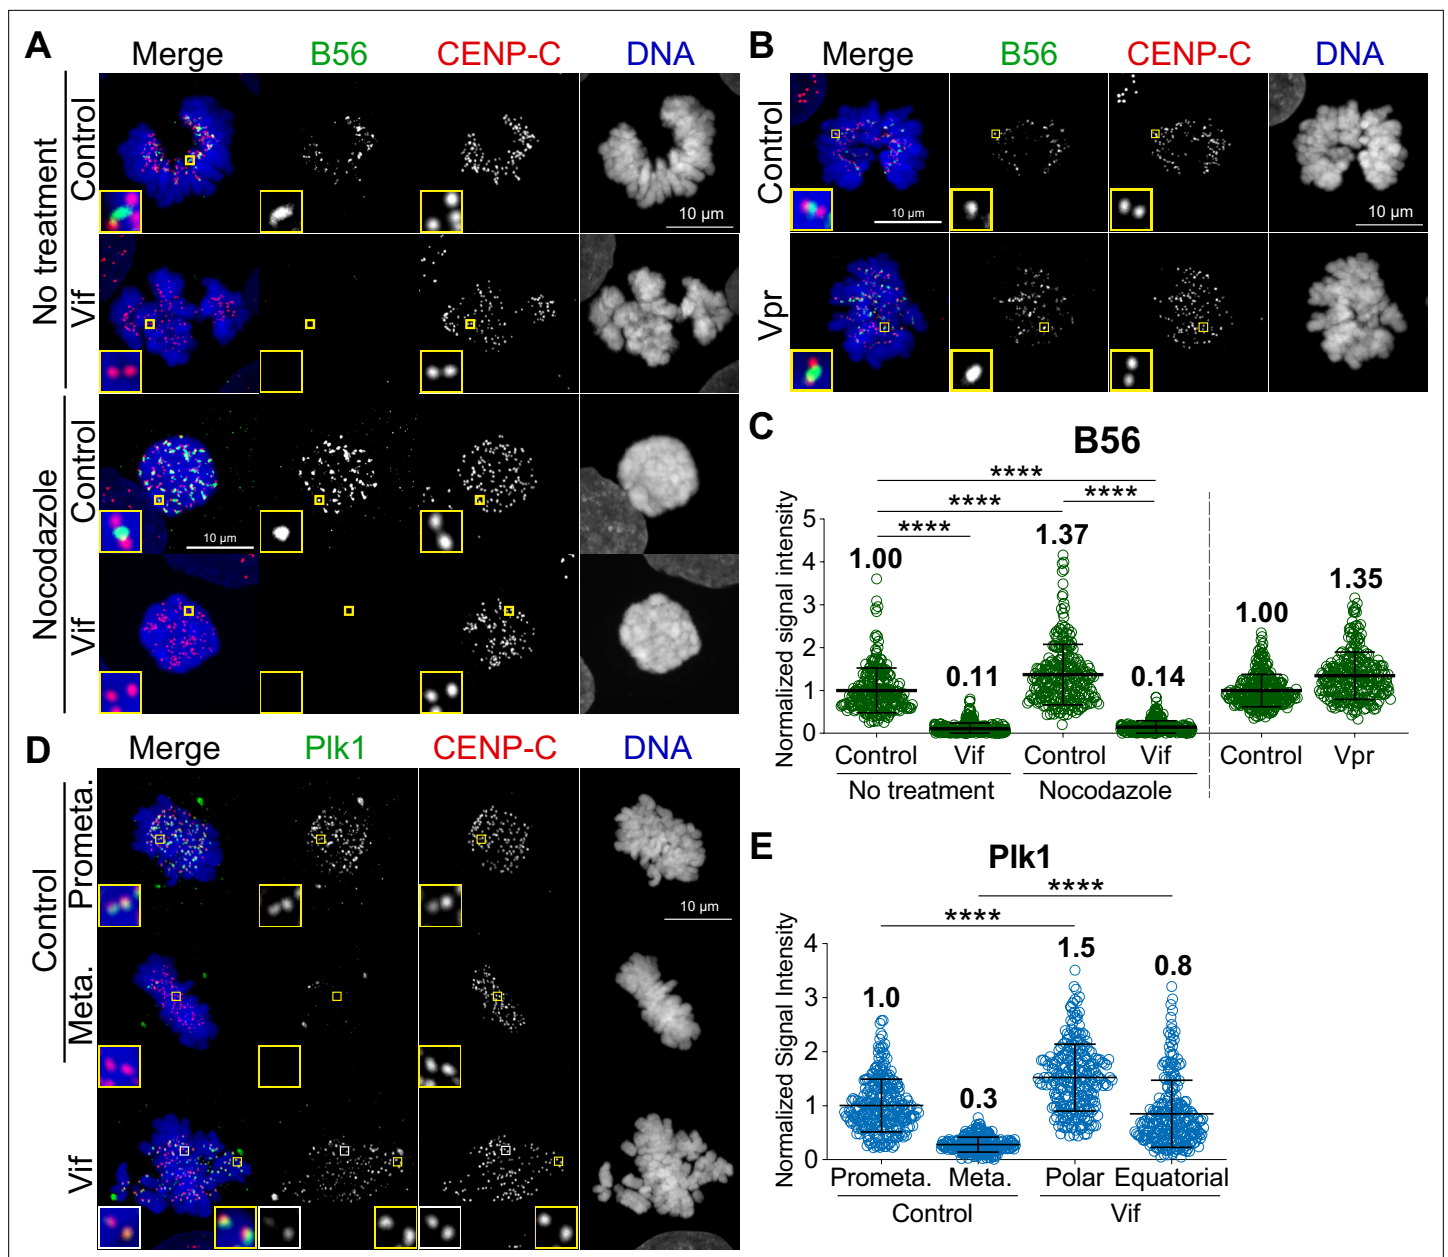 A
Merge B56 CENP-C DNA
No treatment
Control
10 µm
Vif
Nocodazole
Control
10 µm
Vif
B
Merge B56 CENP-C DNA
Control
10 µm
10 µm
Vpr
C
B56
****
**** ****
****
1.00 0.11 1.37 0.14 1.00 1.35
Normalized signal intensity
5
4
3
2
1
0
Control Vif Control Vif Control Vpr
No treatment Nocodazole
D
Merge Plk1 CENP-C DNA
Control
Prometa.
10 µm
Meta.
Vif
E
Plk1
****
****
1.0 0.3 1.5 0.8
Normalized Signal Intensity
4
3
2
1
0
Prometa. Meta. Polar Equatorial
Control Vif